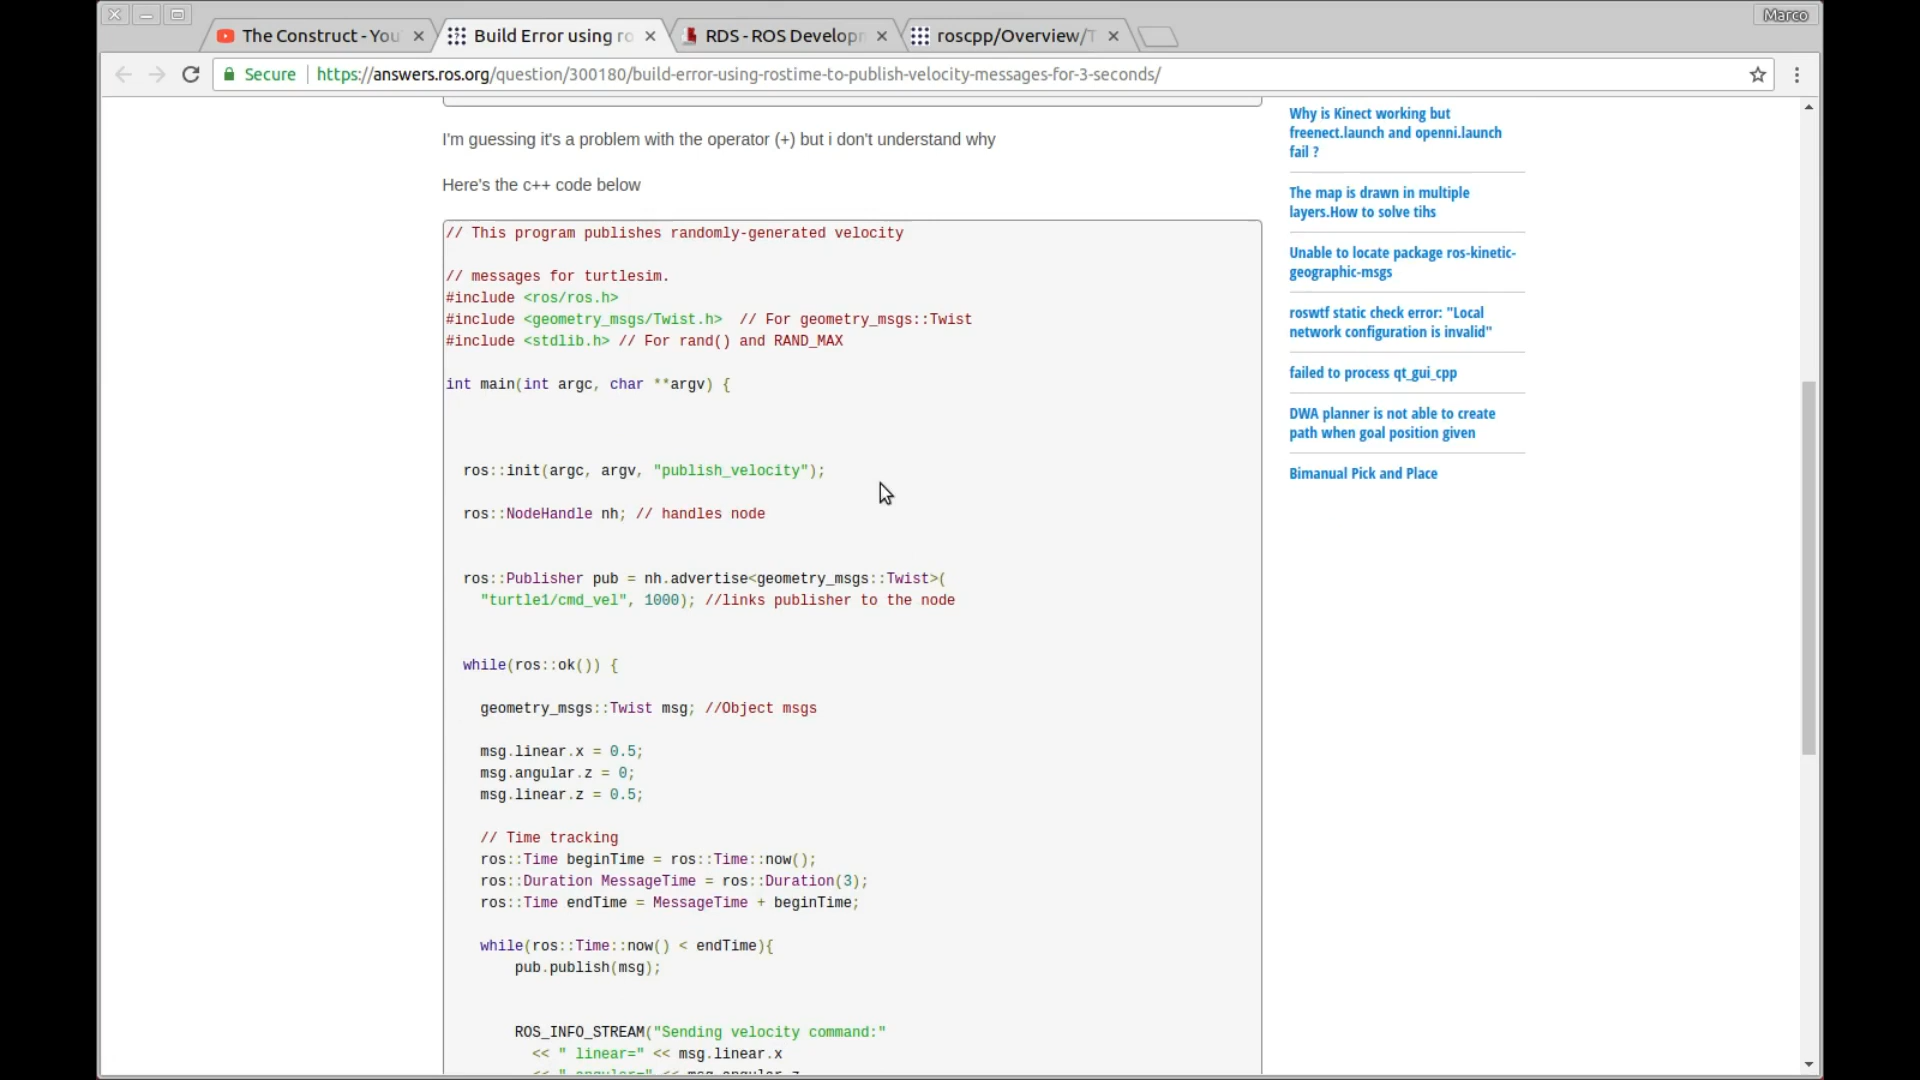 Marco
The Construct - You
Build Error using ro
RDS - ROS Developm
roscpp/Overview/T
Secure
https://answers.ros.org/question/300180/build-error-using-rostime-to-publish-velocity-messages-for-3-seconds/
I'm guessing it's a problem with the operator (+) but i don't understand why
Here's the c++ code below
// This program publishes randomly-generated velocity
// messages for turtlesim.
#include <ros/ros.h>
#include <geometry_msgs/Twist.h>  // For geometry_msgs::Twist
#include <stdlib.h> // For rand() and RAND_MAX
int main(int argc, char **argv) {
ros::init(argc, argv, "publish_velocity");
ros::NodeHandle nh; // handles node
ros::Publisher pub = nh.advertise<geometry_msgs::Twist>(
"turtle1/cmd_vel", 1000); //links publisher to the node
while(ros::ok()) {
geometry_msgs::Twist msg; //Object msgs
msg.linear.x = 0.5;
msg.angular.z = 0;
msg.linear.z = 0.5;
// Time tracking
ros::Time beginTime = ros::Time::now();
ros::Duration MessageTime = ros::Duration(3);
ros::Time endTime = MessageTime + beginTime;
while(ros::Time::now() < endTime){
pub.publish(msg);
ROS_INFO_STREAM("Sending velocity command:"
<< " linear=" << msg.linear.x
<< " angular=" << msg.angular.z
Why is Kinect working but
freenect.launch and openni.launch
fail ?
The map is drawn in multiple
layers.How to solve tihs
Unable to locate package ros-kinetic-
geographic-msgs
roswtf static check error: "Local
network configuration is invalid"
failed to process qt_gui_cpp
DWA planner is not able to create
path when goal position given
Bimanual Pick and Place